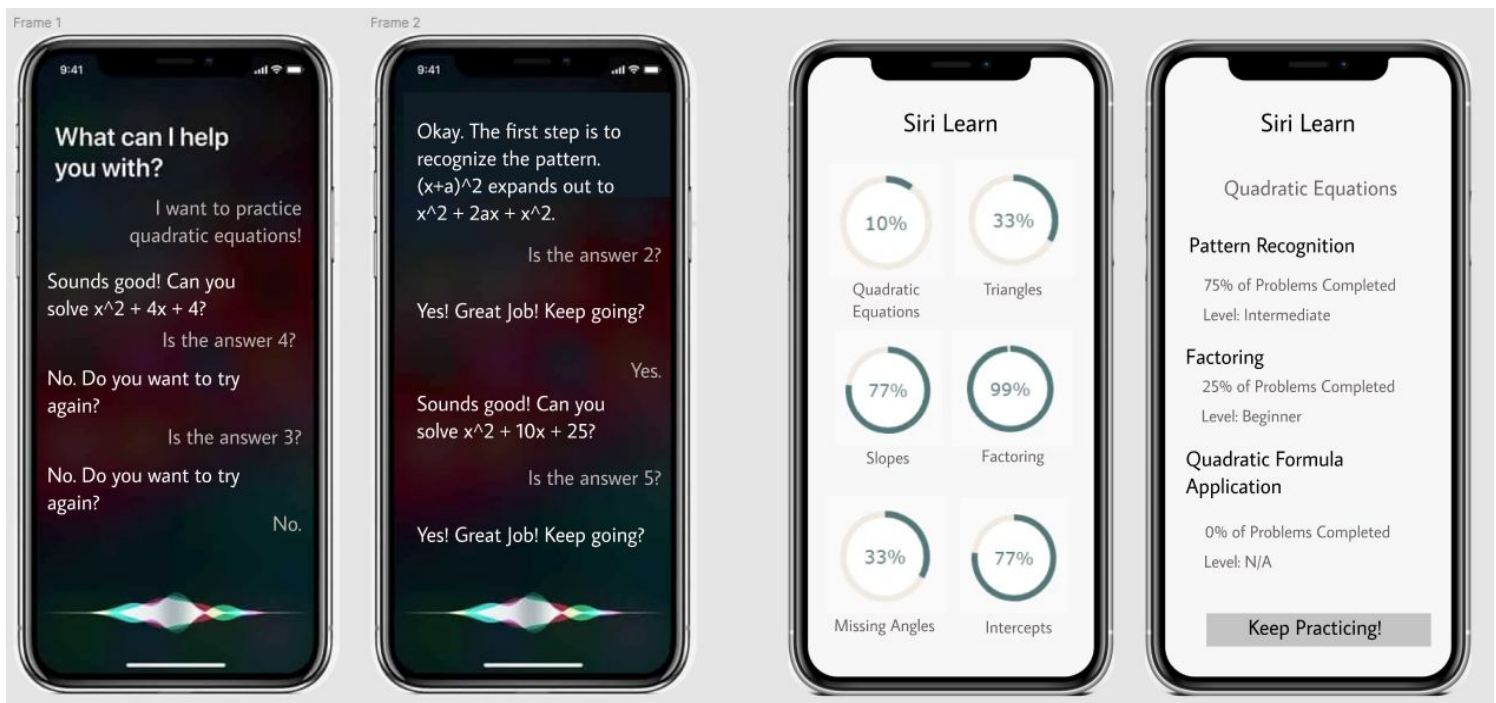 Frame 1
9:41
What can I help
you with?
I want to practice
quadratic equations!
Sounds good! Can you
solve x^2 + 4x + 4?
Is the answer 4?
No. Do you want to try
again?
Is the answer 3?
No. Do you want to try
again?
No.
Frame 2
9:41
Okay. The first step is to
recognize the pattern.
(x+a)^2 expands out to
x^2 + 2ax + x^2.
Is the answer 2?
Yes! Great Job! Keep going?
Yes.
Sounds good! Can you
solve x^2 + 10x + 25?
Is the answer 5?
Yes! Great Job! Keep going?
Siri Learn
10%
33%
Quadratic
Equations
Triangles
77%
99%
Slopes
Factoring
33%
77%
Missing Angles
Intercepts
Siri Learn
Quadratic Equations
Pattern Recognition
75% of Problems Completed
Level: Intermediate
Factoring
25% of Problems Completed
Level: Beginner
Quadratic Formula
Application
0% of Problems Completed
Level: N/A
Keep Practicing!